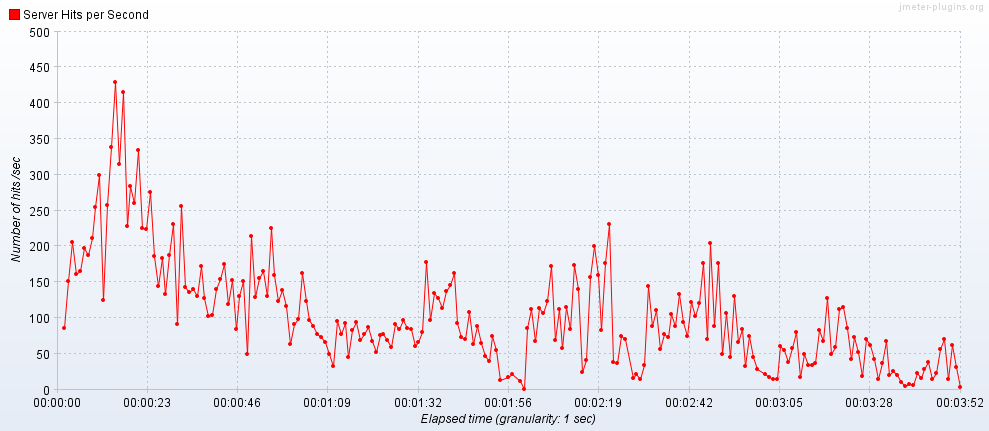 Server Hits per Second
jmeter-plugins.org
500
450
400
350
300
250
200
150
100
50
0
Number of hits /sec
00:00:00 00:00:23 00:00:46 00:01:09 00:01:32 00:01:56 00:02:19 00:02:42 00:03:05 00:03:28 00:03:52
Elapsed time (granularity: 1 sec)